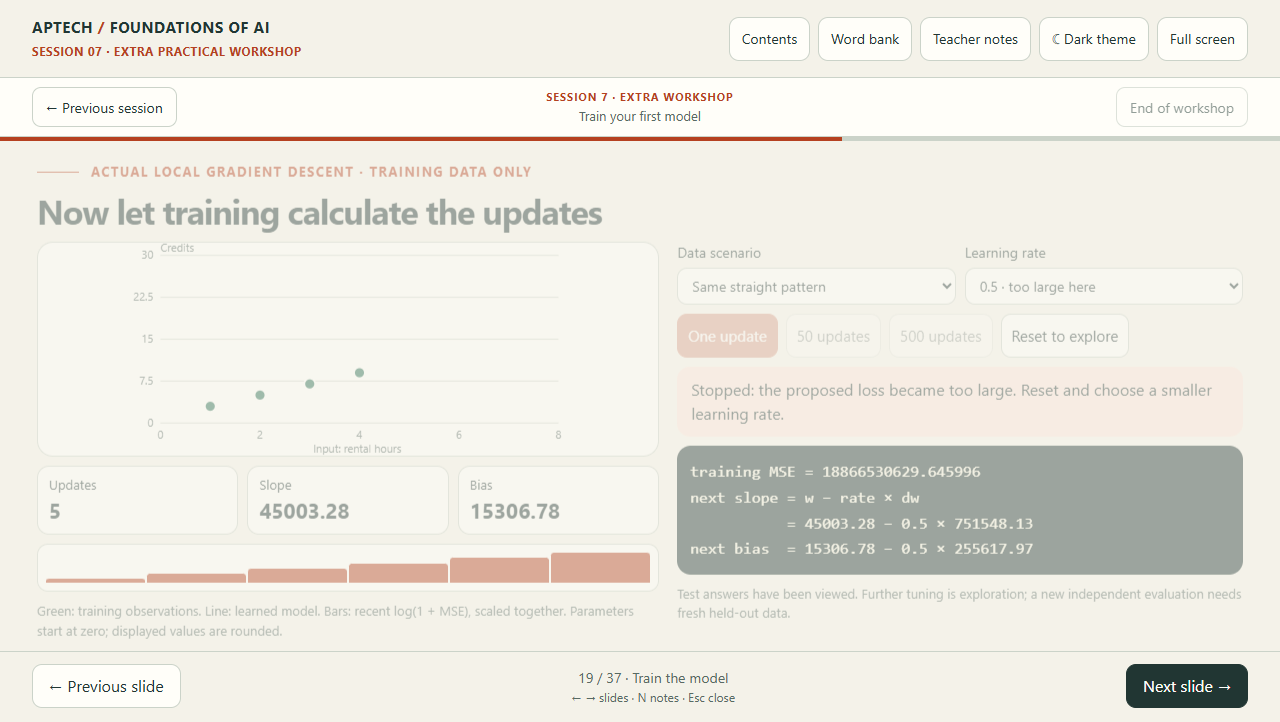 APTECH / FOUNDATIONS OF AI
SESSION 07 · EXTRA PRACTICAL WORKSHOP
Contents
Word bank
Teacher notes
☾ Dark theme
Full screen
← Previous session
SESSION 7 · EXTRA WORKSHOP
Train your first model
End of workshop
ACTUAL LOCAL GRADIENT DESCENT · TRAINING DATA ONLY
Now let training calculate the updates
Credits
30
22.5
15
7.5
0
0 2 4 6 8
Input: rental hours
Updates
5
Slope
45003.28
Bias
15306.78
Green: training observations. Line: learned model. Bars: recent log(1 + MSE), scaled together. Parameters
start at zero; displayed values are rounded.
Data scenario
Same straight pattern
Learning rate
0.5 · too large here
One update
50 updates
500 updates
Reset to explore
Stopped: the proposed loss became too large. Reset and choose a smaller
learning rate.
training MSE = 18866530629.645996
next slope = w − rate × dw
= 45003.28 − 0.5 × 751548.13
next bias = 15306.78 − 0.5 × 255617.97
Test answers have been viewed. Further tuning is exploration; a new independent evaluation needs
fresh held-out data.
← Previous slide
19 / 37 · Train the model
← → slides · N notes · Esc close
Next slide →